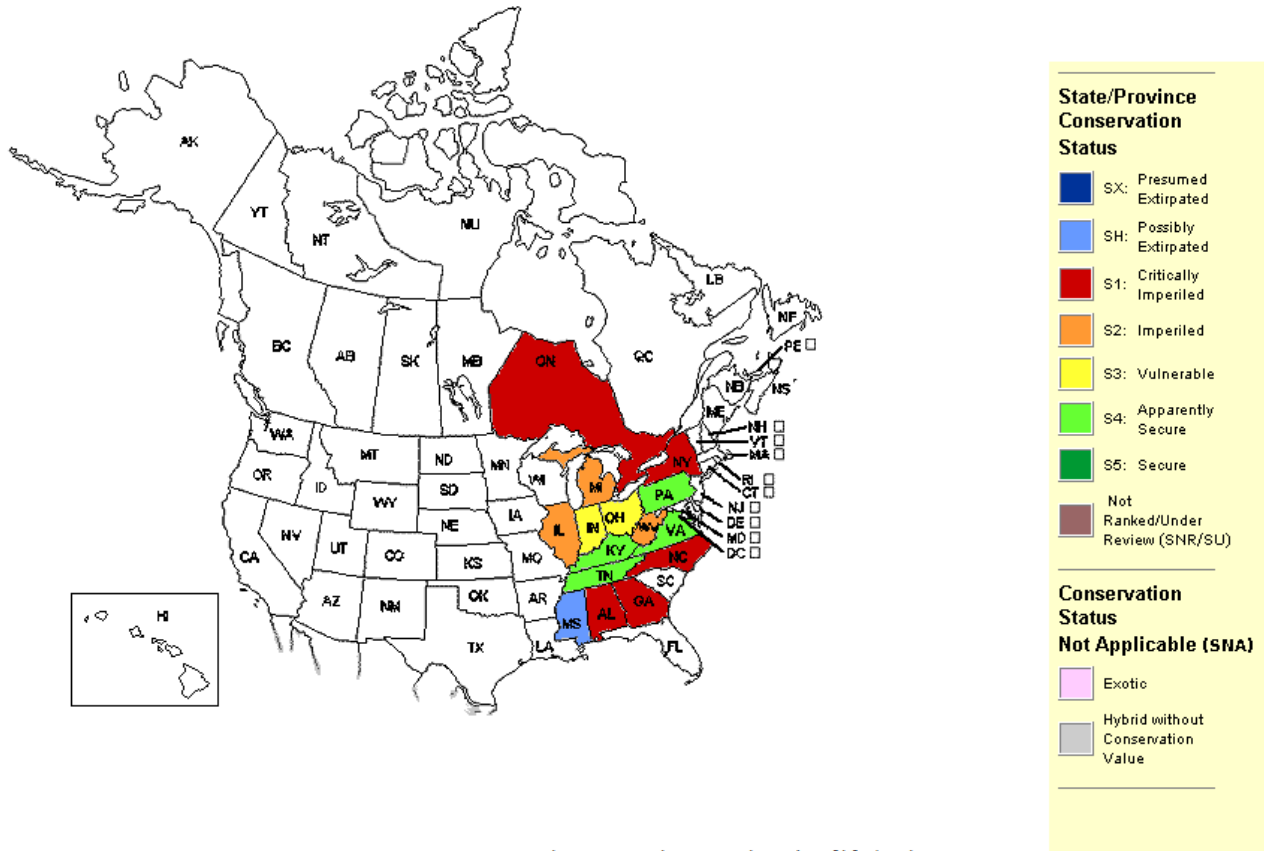 AK
YT
NT
NU
LB
NF
BC
AB
SK
MB
ON
QC
PE
NB
NS
ME
NH
VT
MA
RI
CT
NJ
DE
MD
DC
WA
MT
ND
MN
WI
MI
NY
OR
ID
SD
WY
IA
PA
NE
IL
IN
OH
WV
VA
NV
UT
CO
KS
MO
KY
CA
NC
TN
AZ
NM
OK
AR
SC
MS
AL
GA
TX
LA
FL
HI
State/Province
Conservation
Status
SX: Presumed
Extirpated
SH: Possibly
Extirpated
S1: Critically
Imperiled
S2: Imperiled
S3: Vulnerable
S4: Apparently
Secure
S5: Secure
Not
Ranked/Under
Review (SNR/SU)
Conservation
Status
Not Applicable (SNA)
Exotic
Hybrid without
Conservation
Value